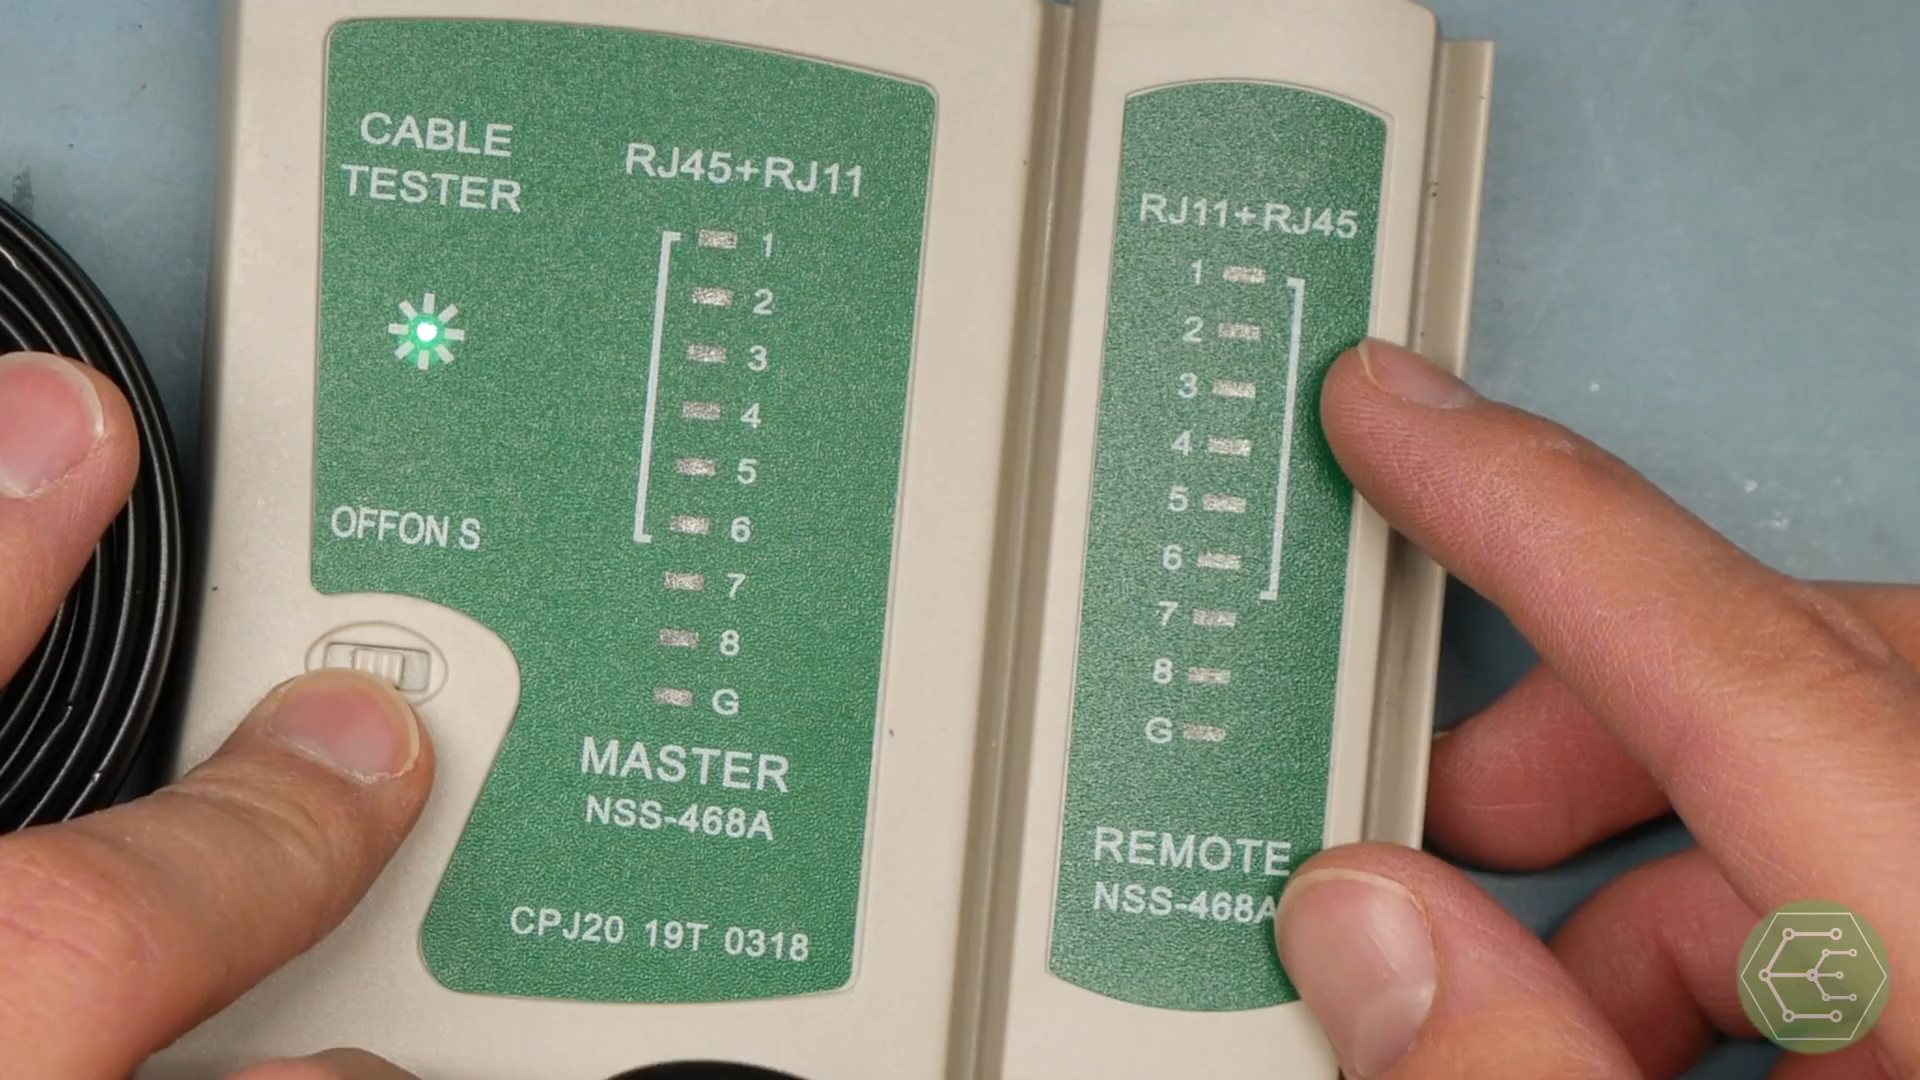 CABLE
TESTER
OFFON S
RJ45+RJ11
1
2
3
4
5
6
7
8
G
MASTER
NSS-468A
CPJ20 19T 0318
RJ11+RJ45
1
2
3
4
5
6
7
8
G
REMOTE
NSS-468A